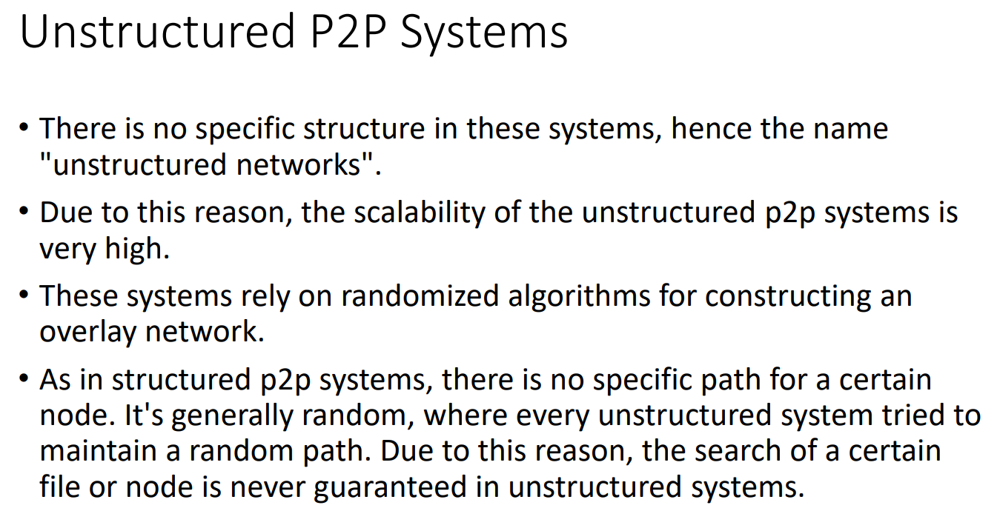 Unstructured P2P Systems
• There is no specific structure in these systems, hence the name
"unstructured networks".
• Due to this reason, the scalability of the unstructured p2p systems is
very high.
• These systems rely on randomized algorithms for constructing an
overlay network.
• As in structured p2p systems, there is no specific path for a certain
node. It's generally random, where every unstructured system tried to
maintain a random path. Due to this reason, the search of a certain
file or node is never guaranteed in unstructured systems.